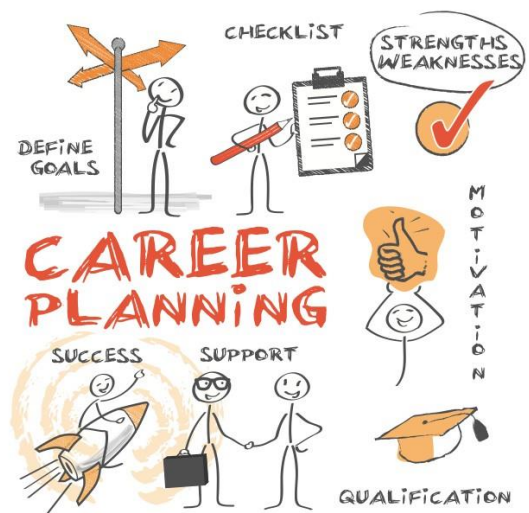 CHECKLiST
STRENGTHS
WEAKNESSES
DEFiNE
GOALS
MOTiVATiON
CAREER
PLANNiNG
SUCCESS
SUPPORT
QUALiFiCATiON